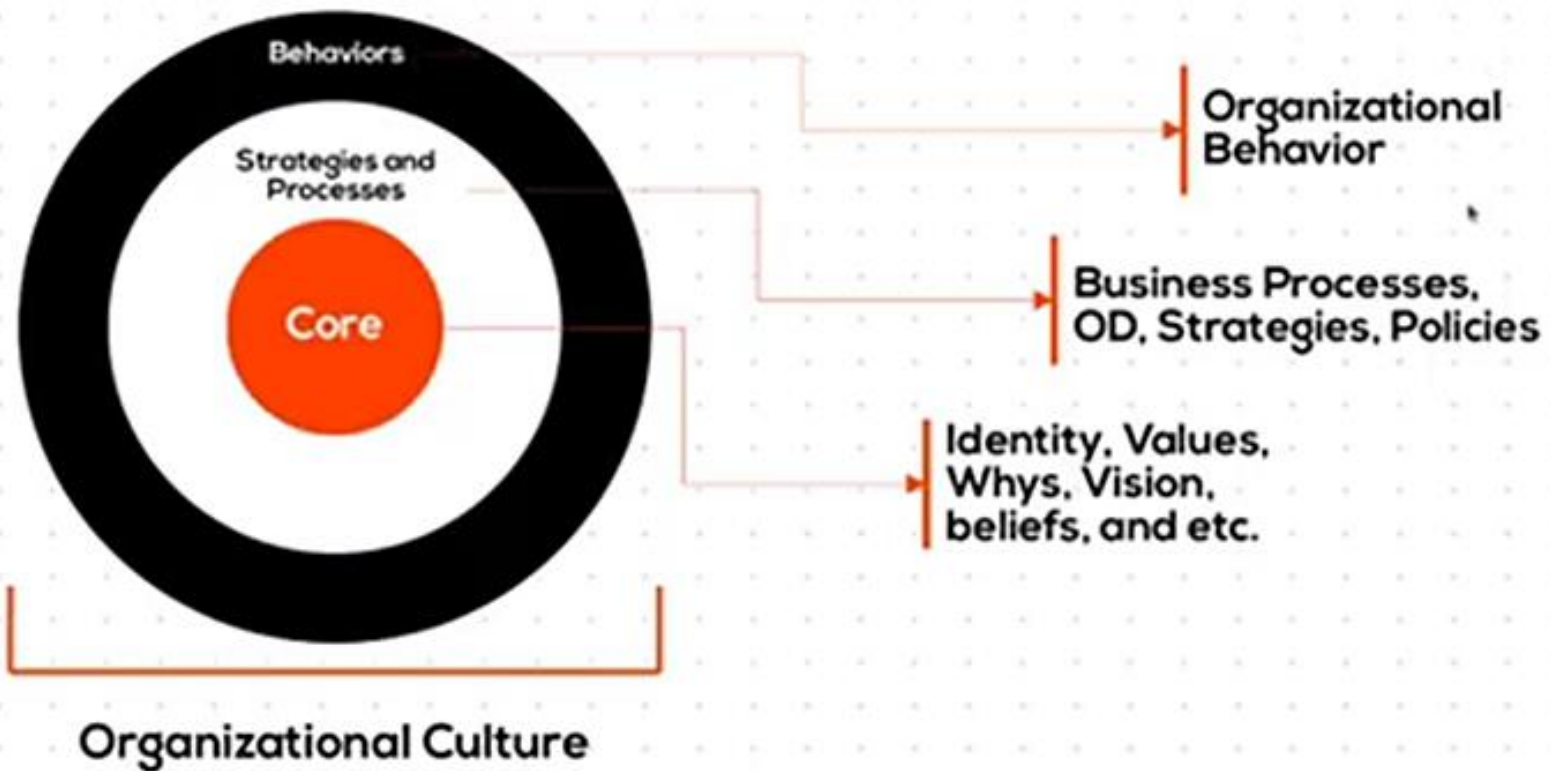 Behaviors
Strategies and
Processes
Core
Organizational
Behavior
Business Processes,
OD, Strategies, Policies
Identity, Values,
Whys, Vision,
beliefs, and etc.
Organizational Culture